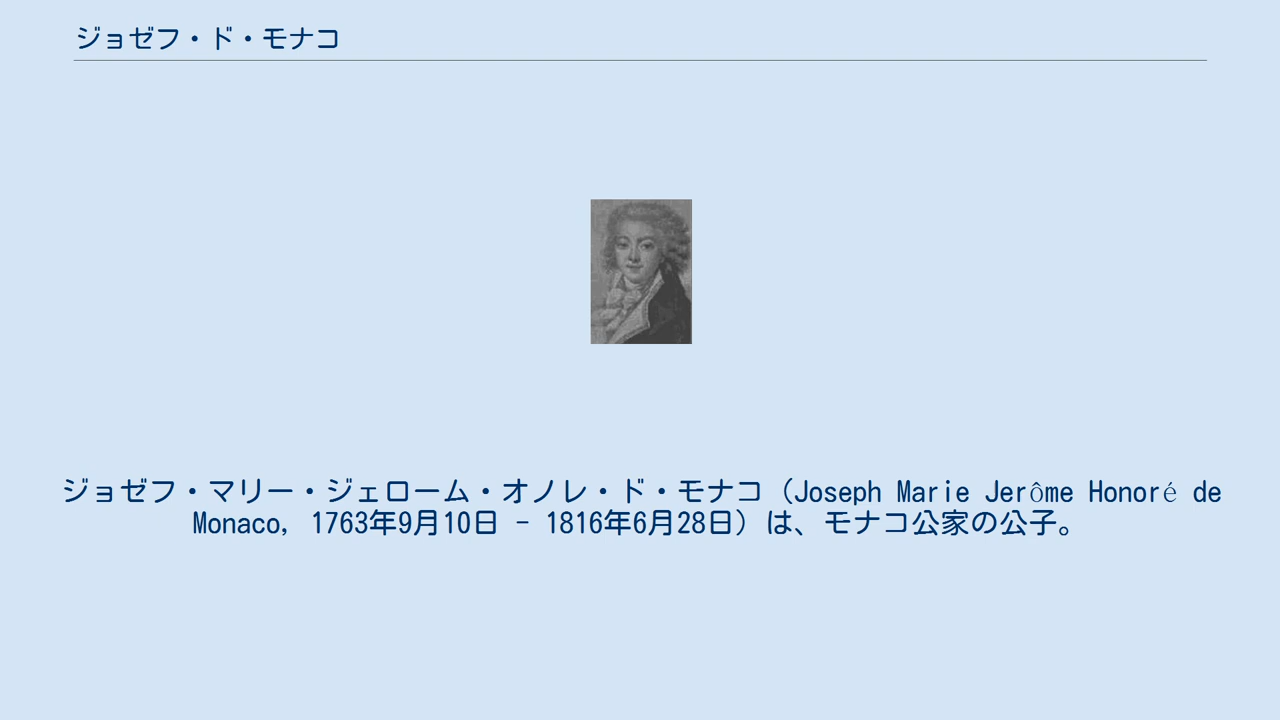 ジョゼフ・ド・モナコ
ジョゼフ・マリー・ジェローム・オノレ・ド・モナコ（Joseph Marie Jerôme Honoré de
Monaco, 1763年9月10日 - 1816年6月28日）は、モナコ公家の公子。